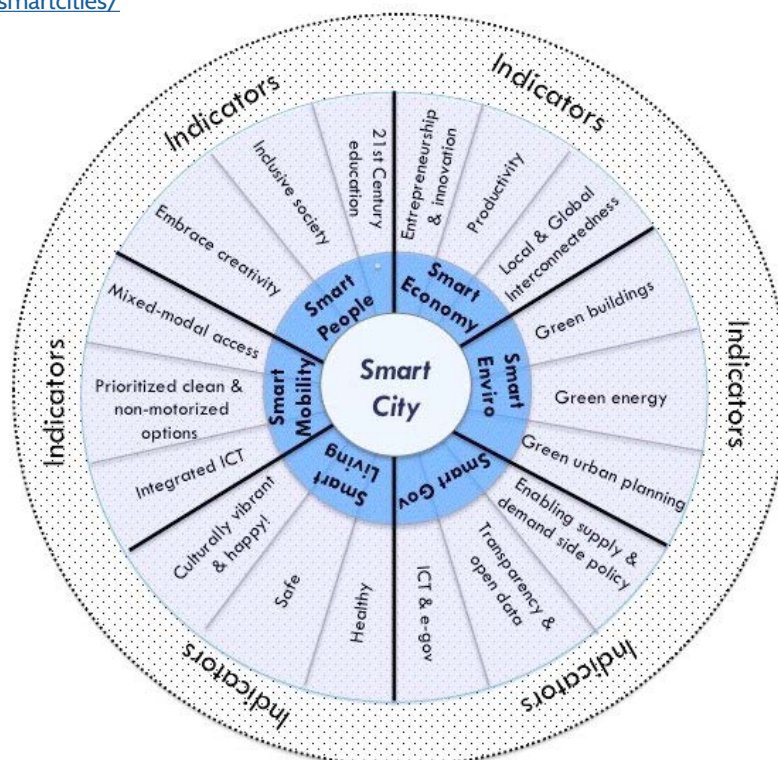 smartcities/
Indicators
Indicators
Indicators
Indicators
Indicators
Indicators
Smart
City
Smart
Economy
Entrepreneurship
& innovation
Productivity
Local & Global
Interconnectedness
Smart
Enviro
Green buildings
Green energy
Green urban planning
Smart Gov
Enabling supply &
demand side policy
Transparency &
open data
ICT & e-gov
Smart
Living
Healthy
Safe
Culturally vibrant
& happy!
Smart
Mobility
Integrated ICT
Prioritized clean &
non-motorized
options
Mixed-modal access
Smart
People
Embrace creativity
Inclusive society
21st Century
education